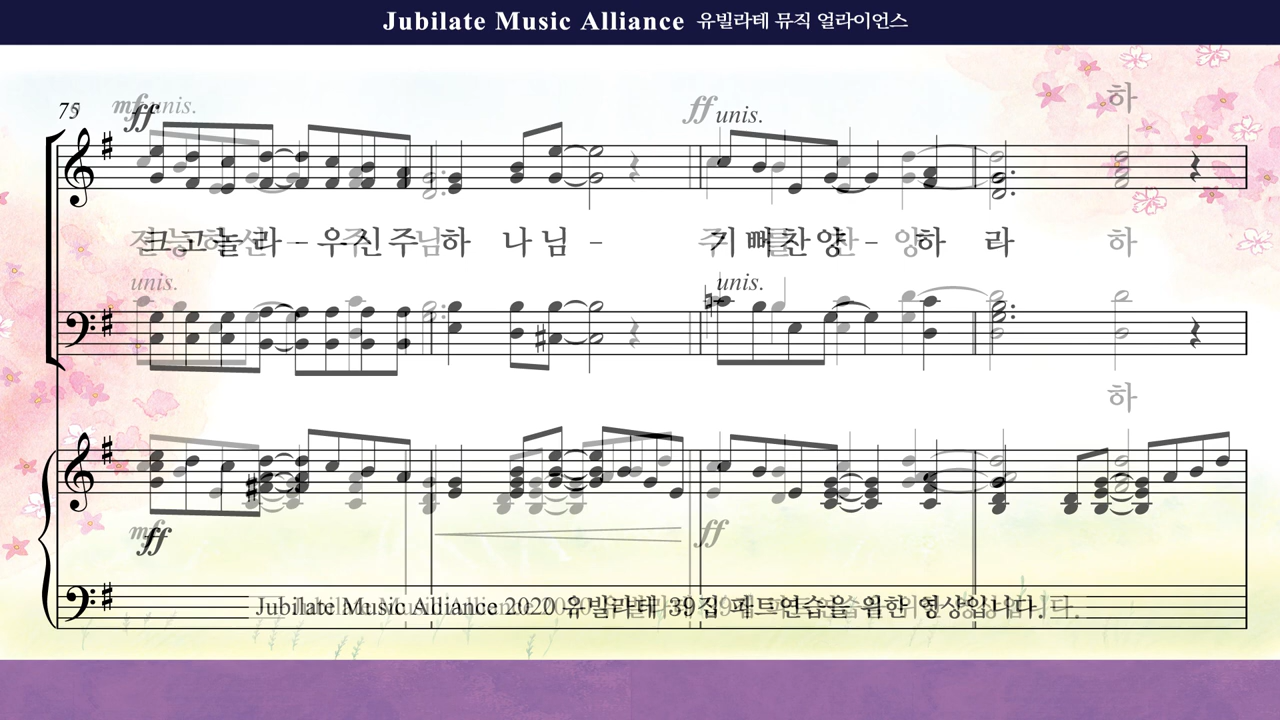 Jubilate Music Alliance 유빌라테 뮤직 얼라이언스
하
75 mf ff unis. ff unis.
크고놀라 - 우신주하 나 님 - 기 뻐 찬 양 - 하 라 하
unis. unis.
하
mf ff ff
Jubilate Music Alliance 2020 유빌라테 39집 파트연습을 위한 영상입니다.